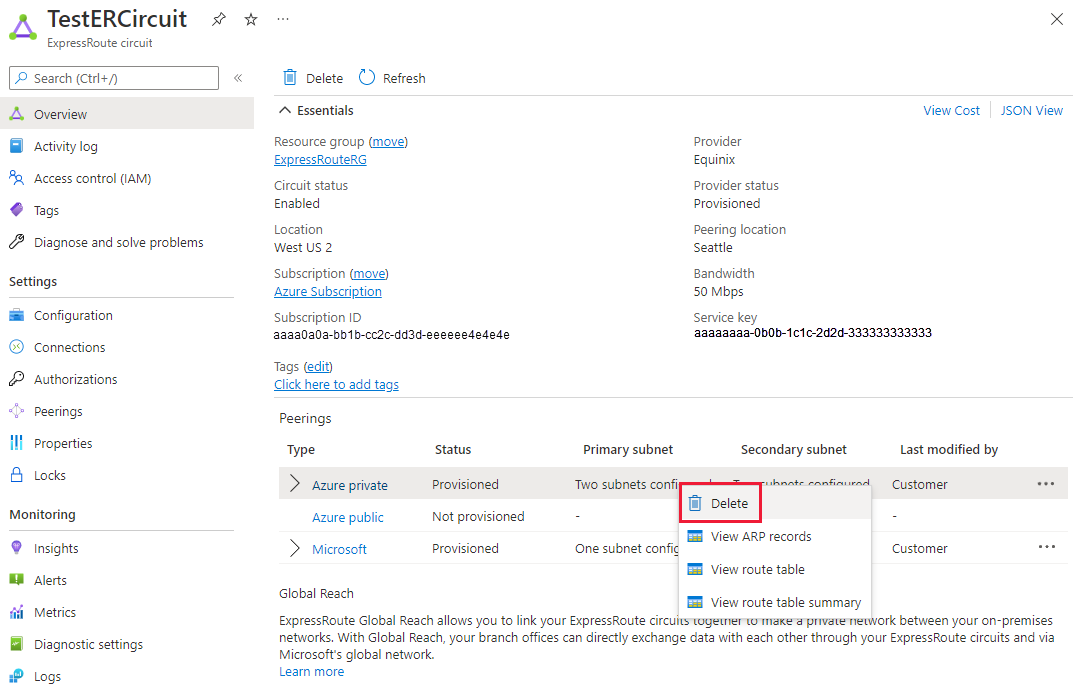 TestERCircuit
ExpressRoute circuit
Search (Ctrl+/)
Overview
Activity log
Access control (IAM)
Tags
Diagnose and solve problems
Settings
Configuration
Connections
Authorizations
Peerings
Properties
Locks
Monitoring
Insights
Alerts
Metrics
Diagnostic settings
Logs
Delete Refresh
Essentials
View Cost JSON View
Resource group (move)
ExpressRouteRG
Circuit status
Enabled
Location
West US 2
Subscription (move)
Azure Subscription
Subscription ID
aaaa0a0a-bb1b-cc2c-dd3d-eeeeee4e4e4e
Tags (edit)
Click here to add tags
Provider
Equinix
Provider status
Provisioned
Peering location
Seattle
Bandwidth
50 Mbps
Service key
aaaaaaaa-0b0b-1c1c-2d2d-333333333333
Peerings
Type Status Primary subnet Secondary subnet Last modified by
Azure private Provisioned Two subnets subnets configured Customer
Azure public Not provisioned - -
Microsoft Provisioned One subnet Customer
Delete
View ARP records
View route table
View route table summary
Global Reach
ExpressRoute Global Reach allows you to link your ExpressRoute circuits together to make a private network between your on-premises
networks. With Global Reach, your branch offices can directly exchange data with each other through your ExpressRoute circuits and via
Microsoft's global network.
Learn more